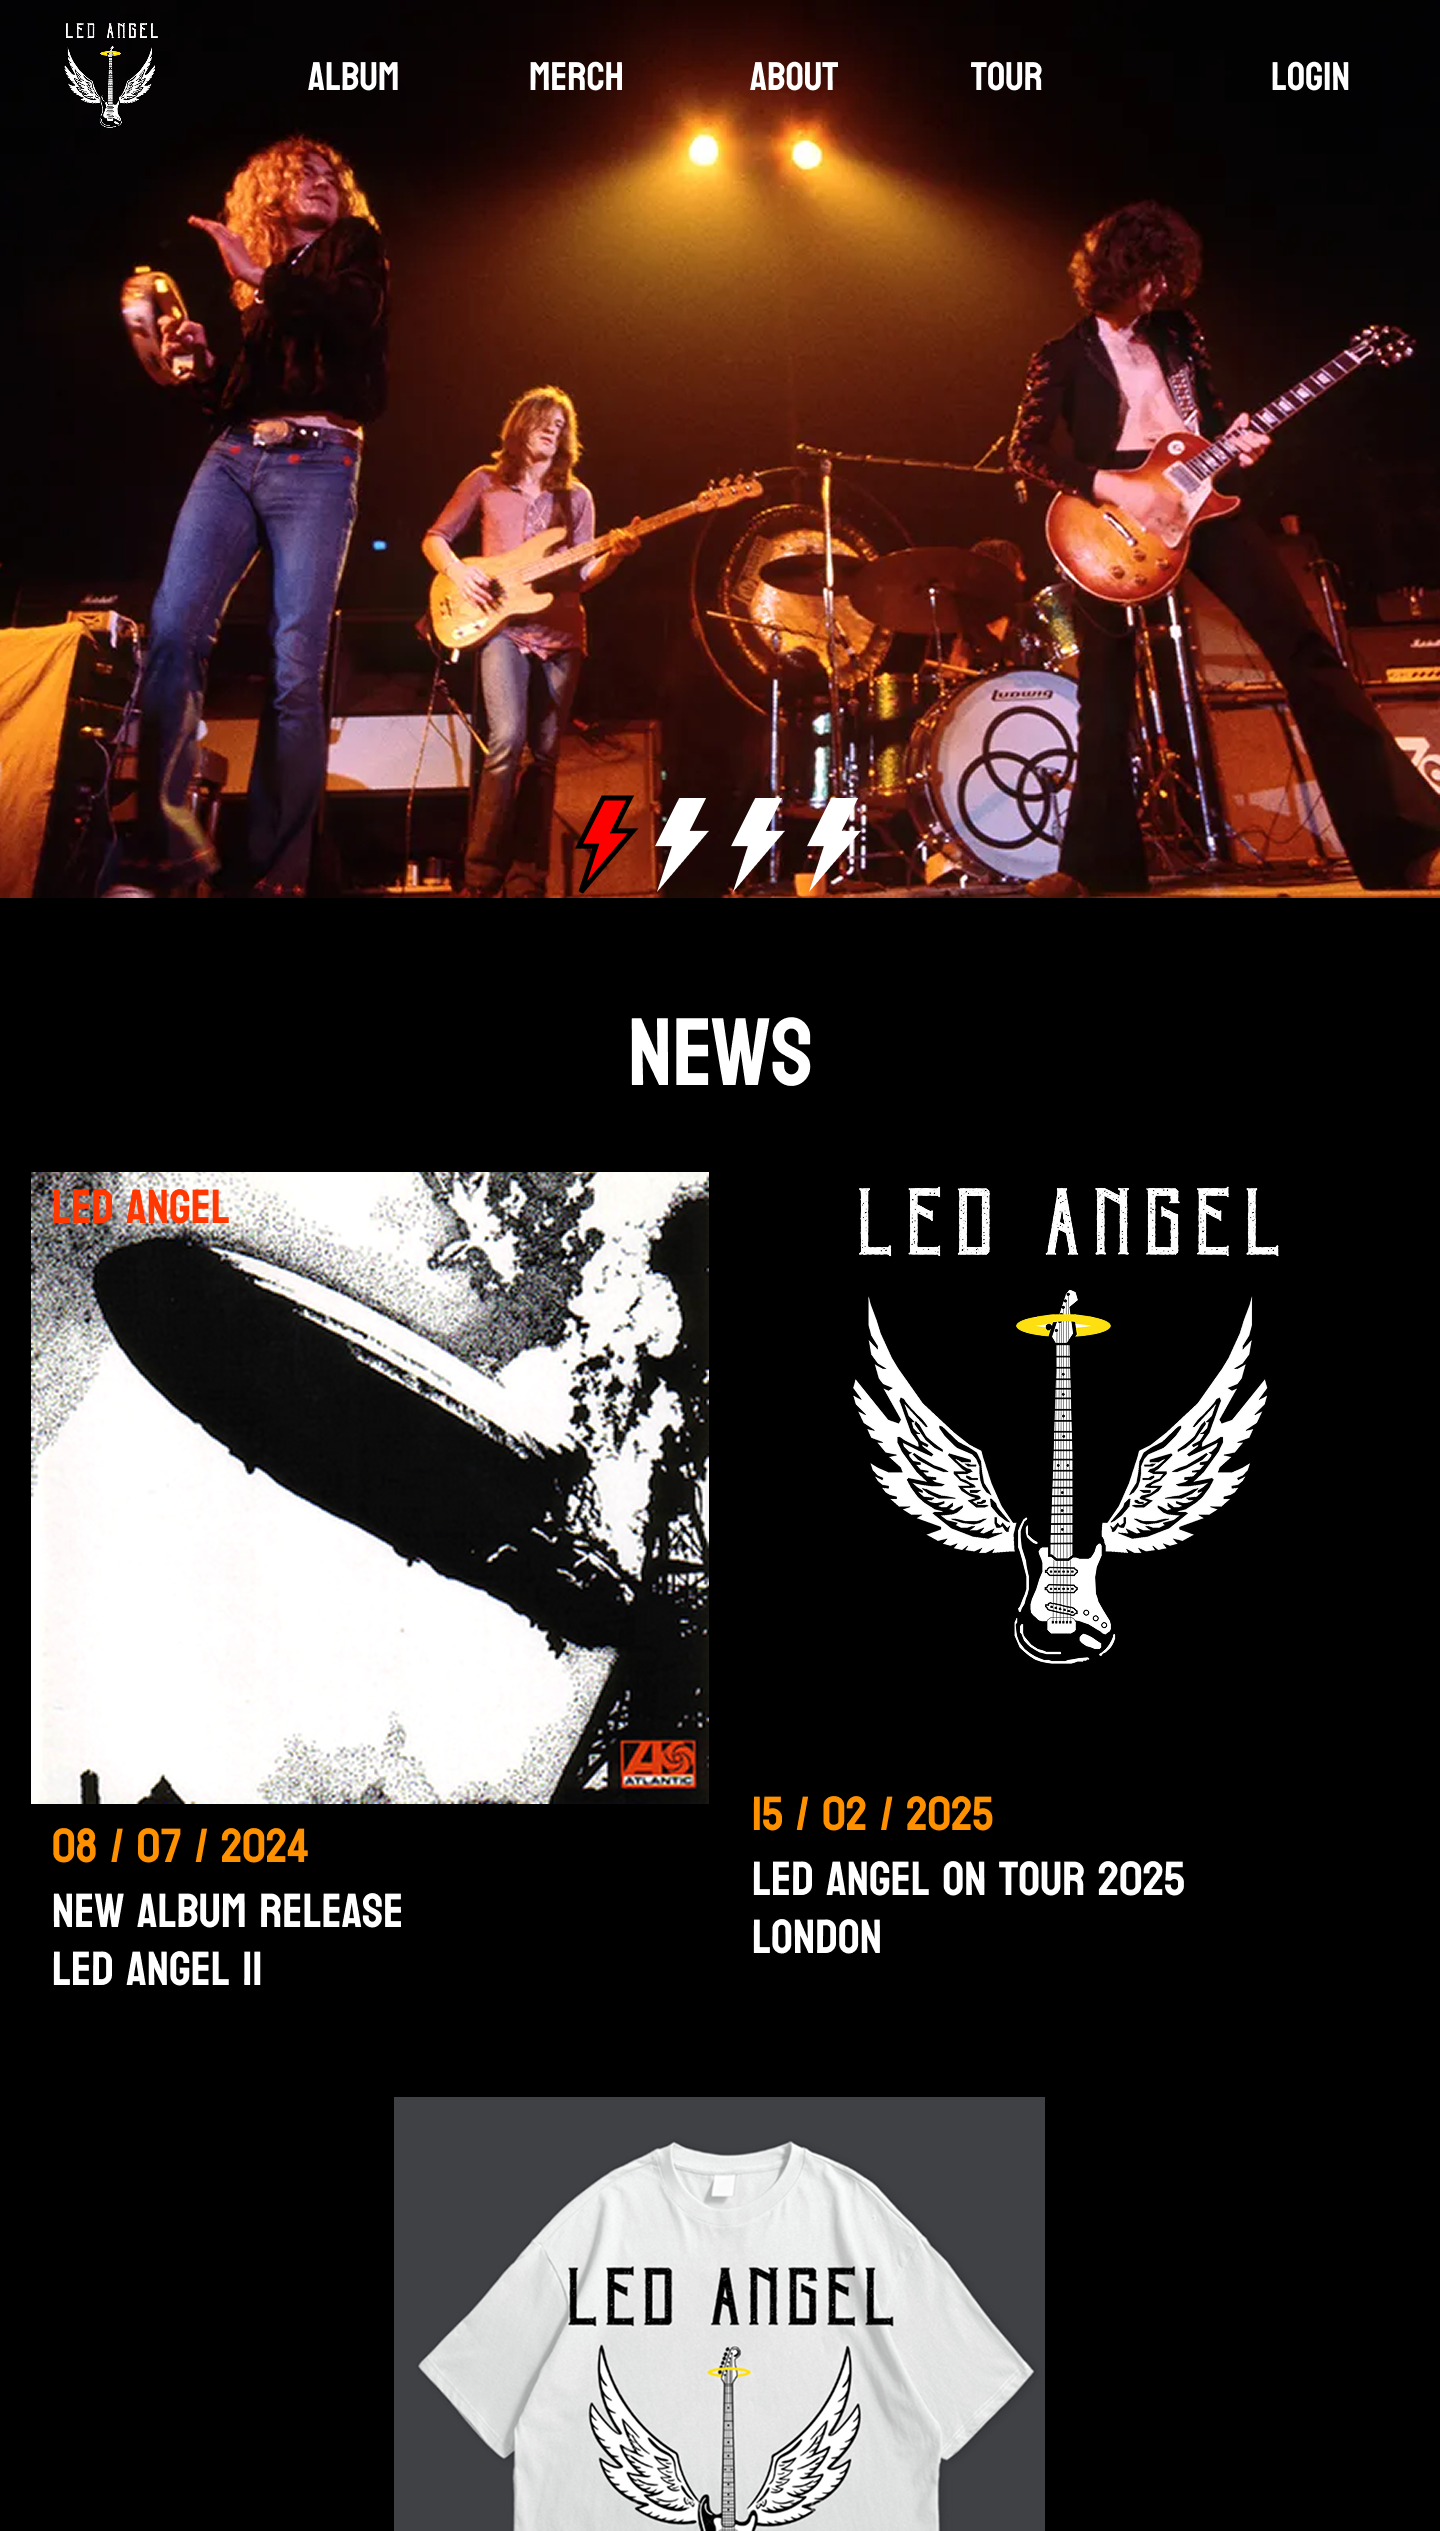 LED ANGEL
ALBUM MERCH ABOUT TOUR LOGIN
Ludwig
NEWS
LED ANGEL
ATLANTIC
LED ANGEL
08 / 07 / 2024
NEW ALBUM RELEASE
LED ANGEL II
15 / 02 / 2025
LED ANGEL ON TOUR 2025
LONDON
LED ANGEL